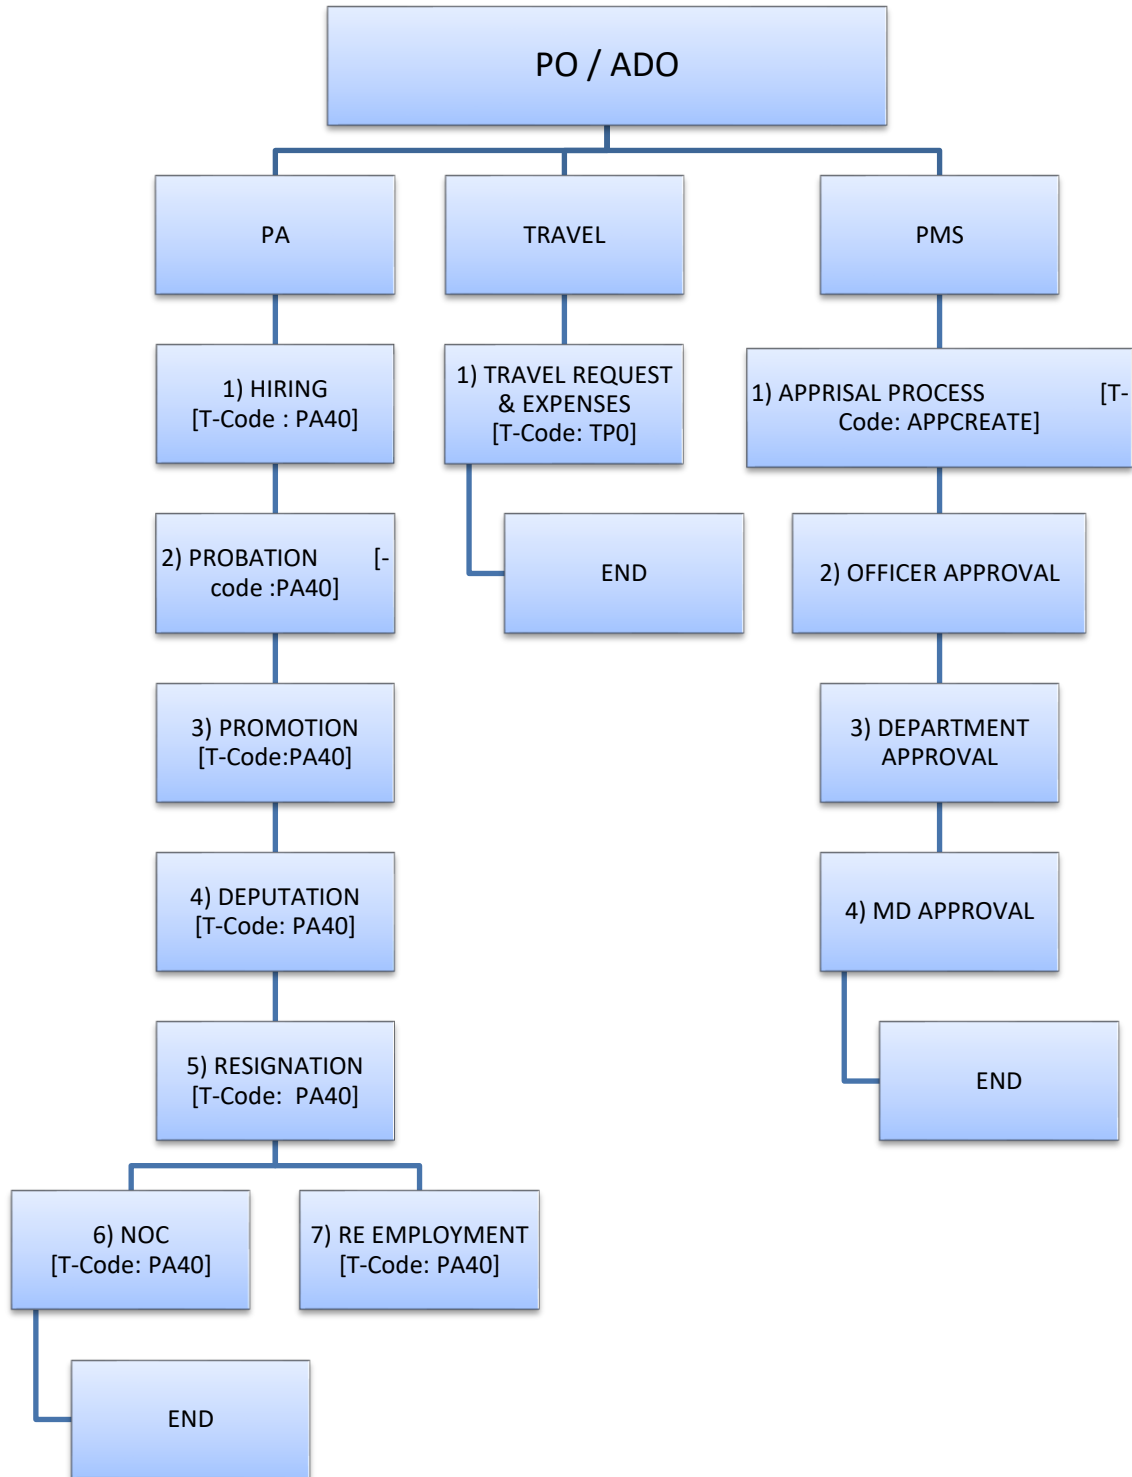 PO / ADO
PA
TRAVEL
PMS
1) HIRING
[T-Code : PA40]
1) TRAVEL REQUEST
& EXPENSES
[T-Code: TP0]
1) APPRISAL PROCESS [T-
Code: APPCREATE]
2) PROBATION [-
code :PA40]
END
2) OFFICER APPROVAL
3) PROMOTION
[T-Code:PA40]
3) DEPARTMENT
APPROVAL
4) DEPUTATION
[T-Code: PA40]
4) MD APPROVAL
5) RESIGNATION
[T-Code: PA40]
END
6) NOC
[T-Code: PA40]
7) RE EMPLOYMENT
[T-Code: PA40]
END